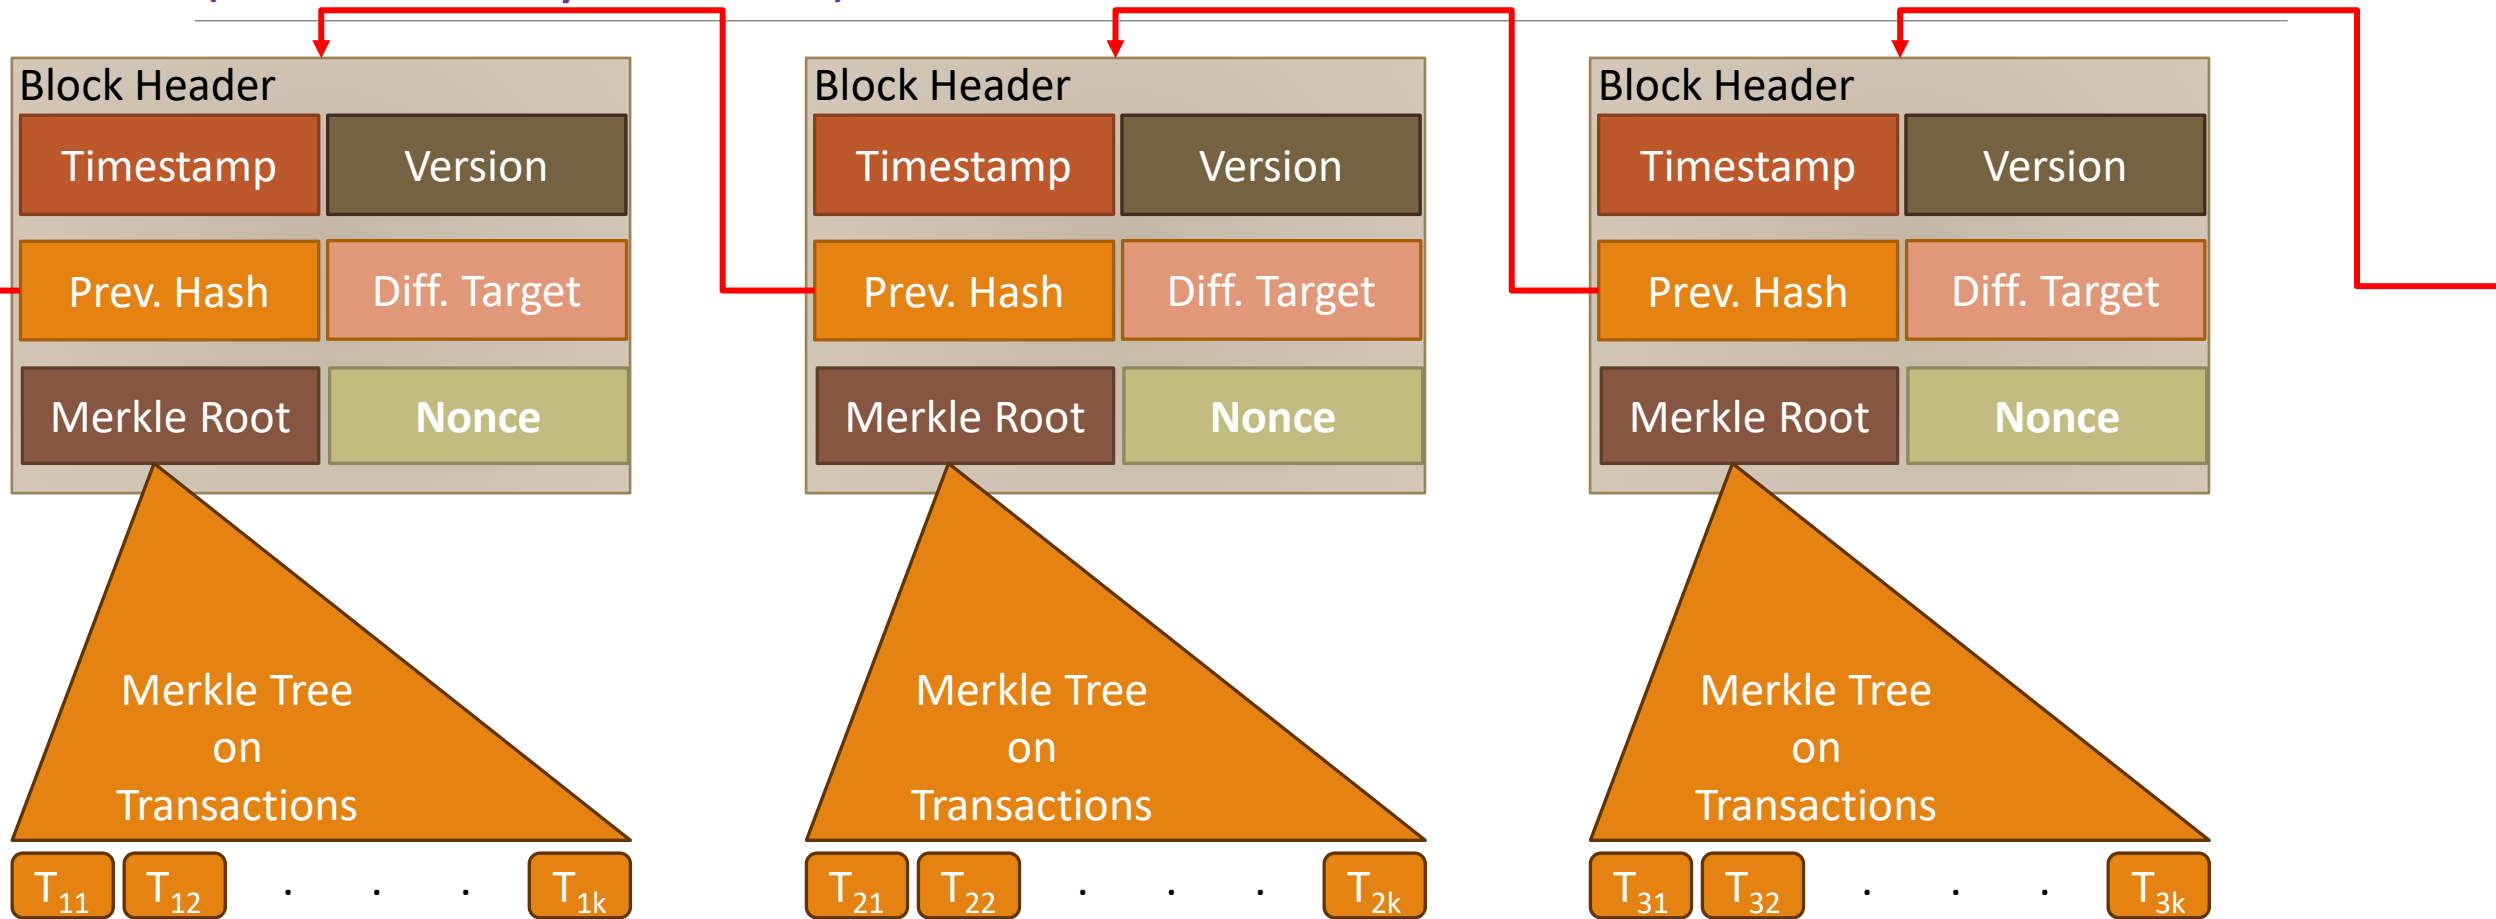 Block Header
Timestamp Version
Prev. Hash Diff. Target
Merkle Root Nonce
Merkle Tree
on
Transactions
T11 T12 . . . T1k
Block Header
Timestamp Version
Prev. Hash Diff. Target
Merkle Root Nonce
Merkle Tree
on
Transactions
T21 T22 . . . T2k
Block Header
Timestamp Version
Prev. Hash Diff. Target
Merkle Root Nonce
Merkle Tree
on
Transactions
T31 T32 . . . T3k